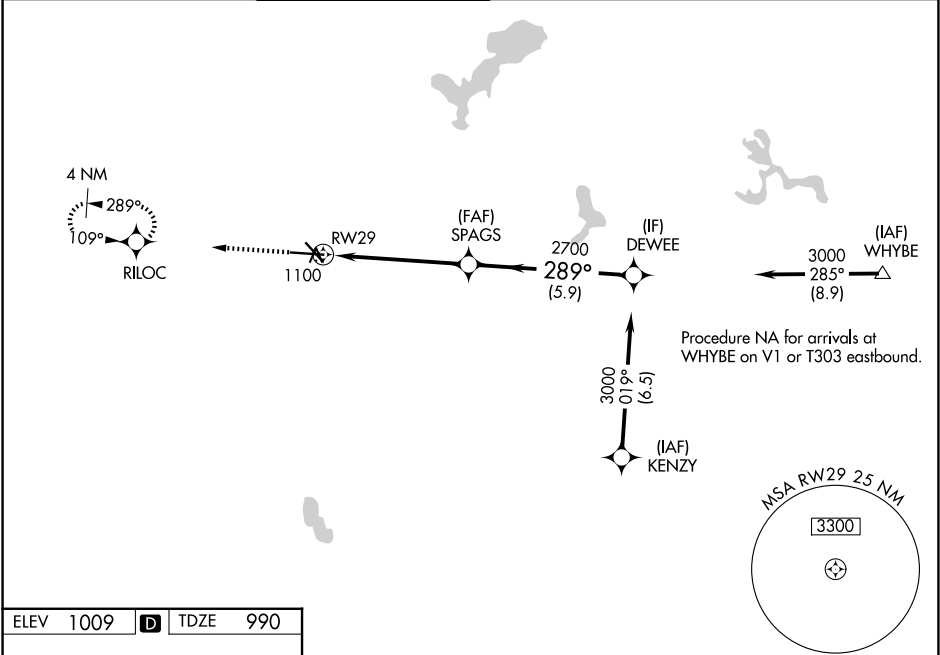 4 NM
289°
109°
RILOC
RW29
1100
(FAF)
SPAGS
2700
289°
(5.9)
(IF)
DEWEE
3000
285°
(8.9)
(IAF)
WHYBE
Procedure NA for arrivals at
WHYBE on V1 or T303 eastbound.
3000
019°
(6.5)
(IAF)
KENZY
MSA RW29 25 NM
3300
ELEV 1009 D TDZE 990